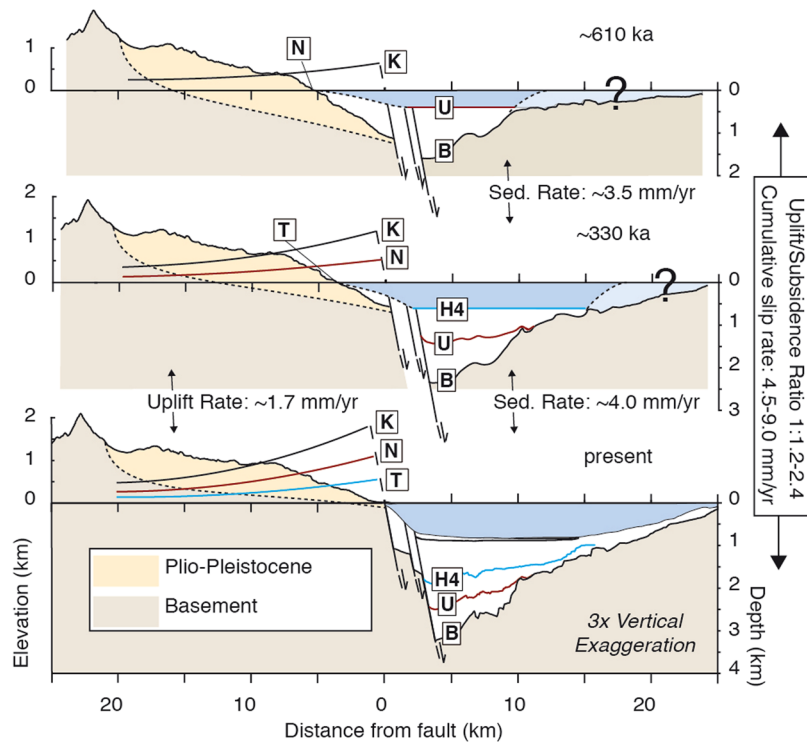 ~610 ka
1
0
N
K
U
B
?
0
1
2
Sed. Rate: ~3.5 mm/yr
~330 ka
2
1
0
T
K
N
H4
U
B
?
0
1
2
3
Uplift Rate: ~1.7 mm/yr
Sed. Rate: ~4.0 mm/yr
present
2
1
0
K
N
T
H4
U
B
0
1
2
3
4
Plio-Pleistocene
Basement
3x Vertical
Exaggeration
Elevation (km)
Depth (km)
20
10
0
10
20
Distance from fault (km)
Uplift/Subsidence Ratio 1:1.2-2.4
Cumulative slip rate: 4.5-9.0 mm/yr